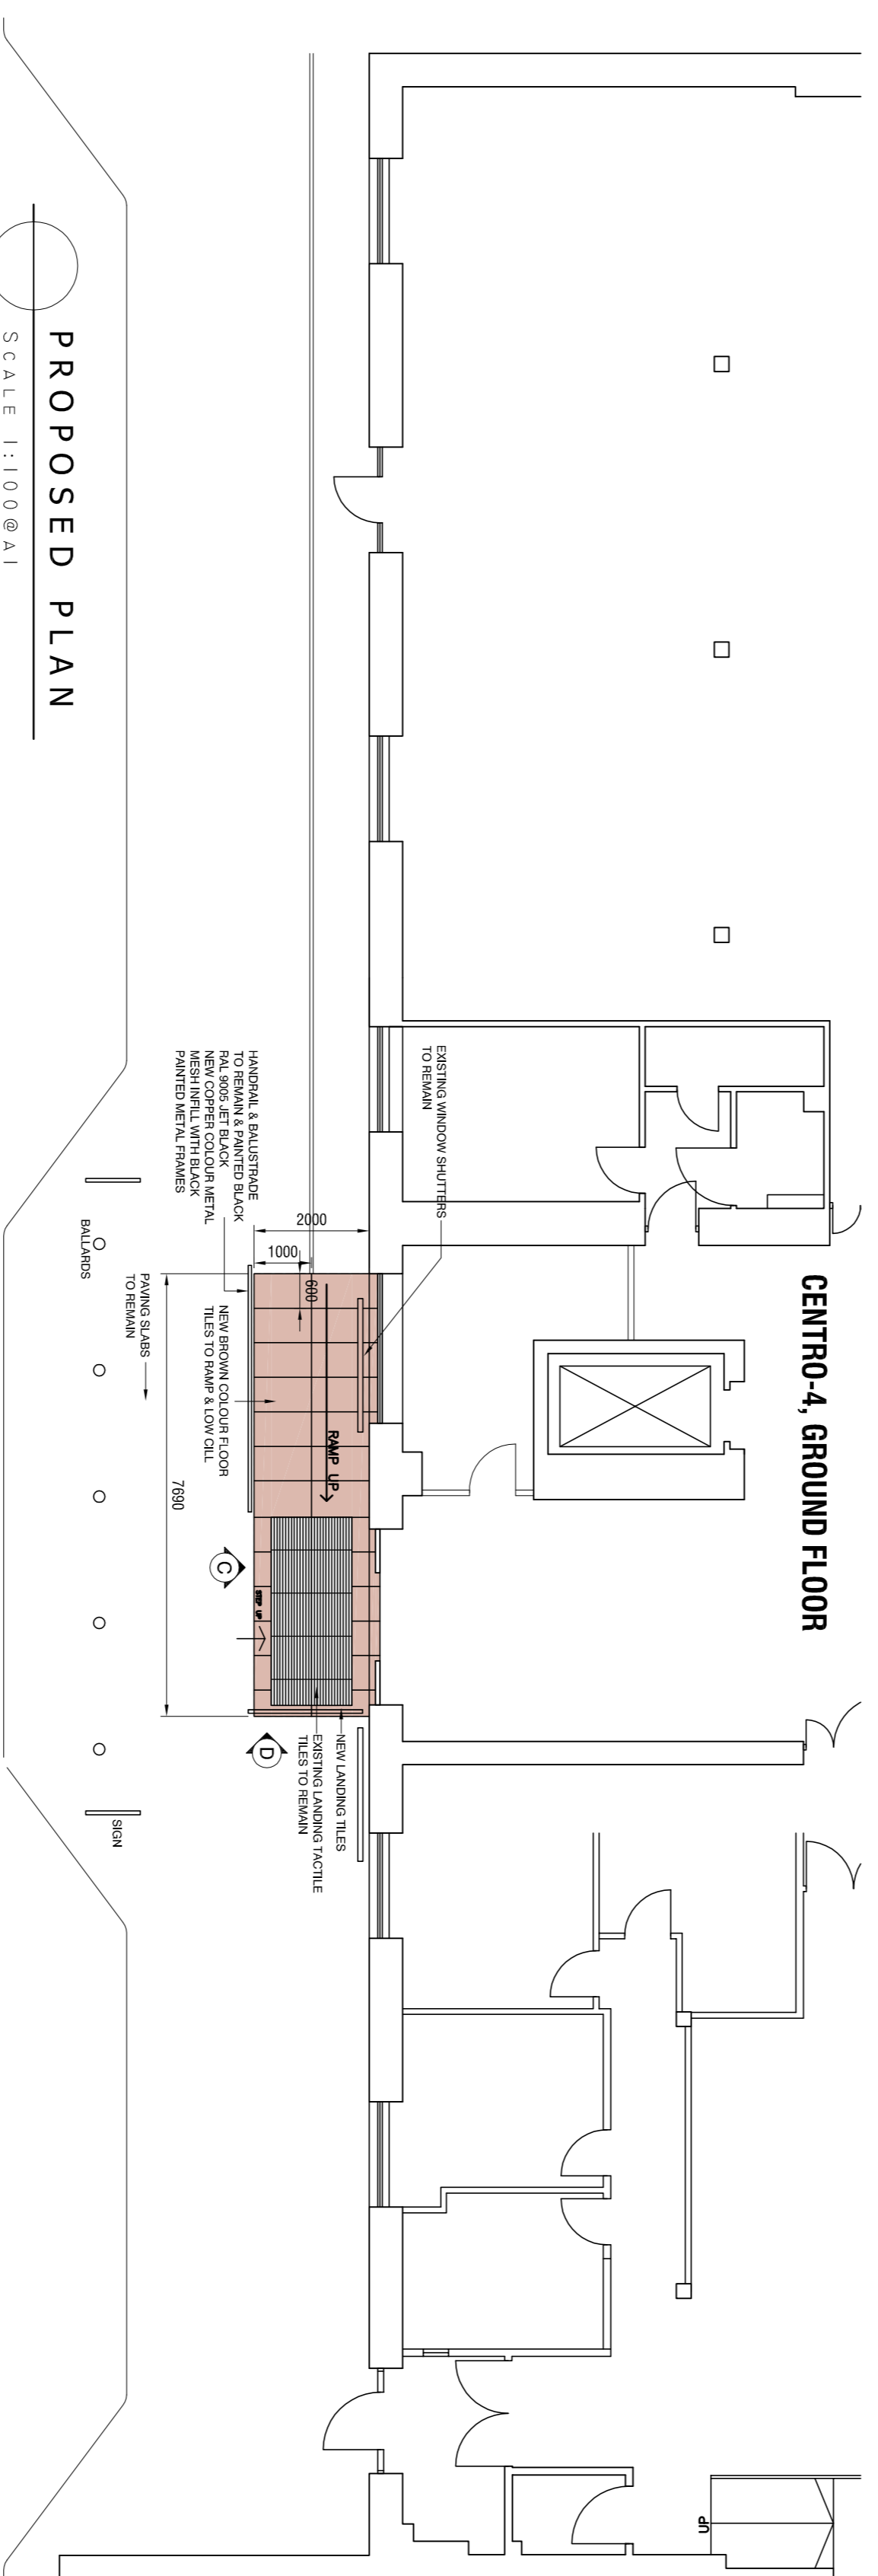 CENTRO-4, GROUND FLOOR
EXISTING WINDOW SHUTTERS
TO REMAIN
HANDRAIL & BALUSTRADE
TO REMAIN & PAINTED BLACK
RAL 9005 JET BLACK
NEW COPPER COLOUR METAL
MESH INFILL WITH BLACK
PAINTED METAL FRAMES
2000
1000
600
RAMP UP
NEW BROWN COLOUR FLOOR
TILES TO RAMP & LOW CILL
STEP UP
C
D
NEW LANDING TILES
EXISTING LANDING TACTILE
TILES TO REMAIN
7690
PAVING SLABS
TO REMAIN
BALLARDS
SIGN
UP
PROPOSED PLAN
SCALE 1:100@A1